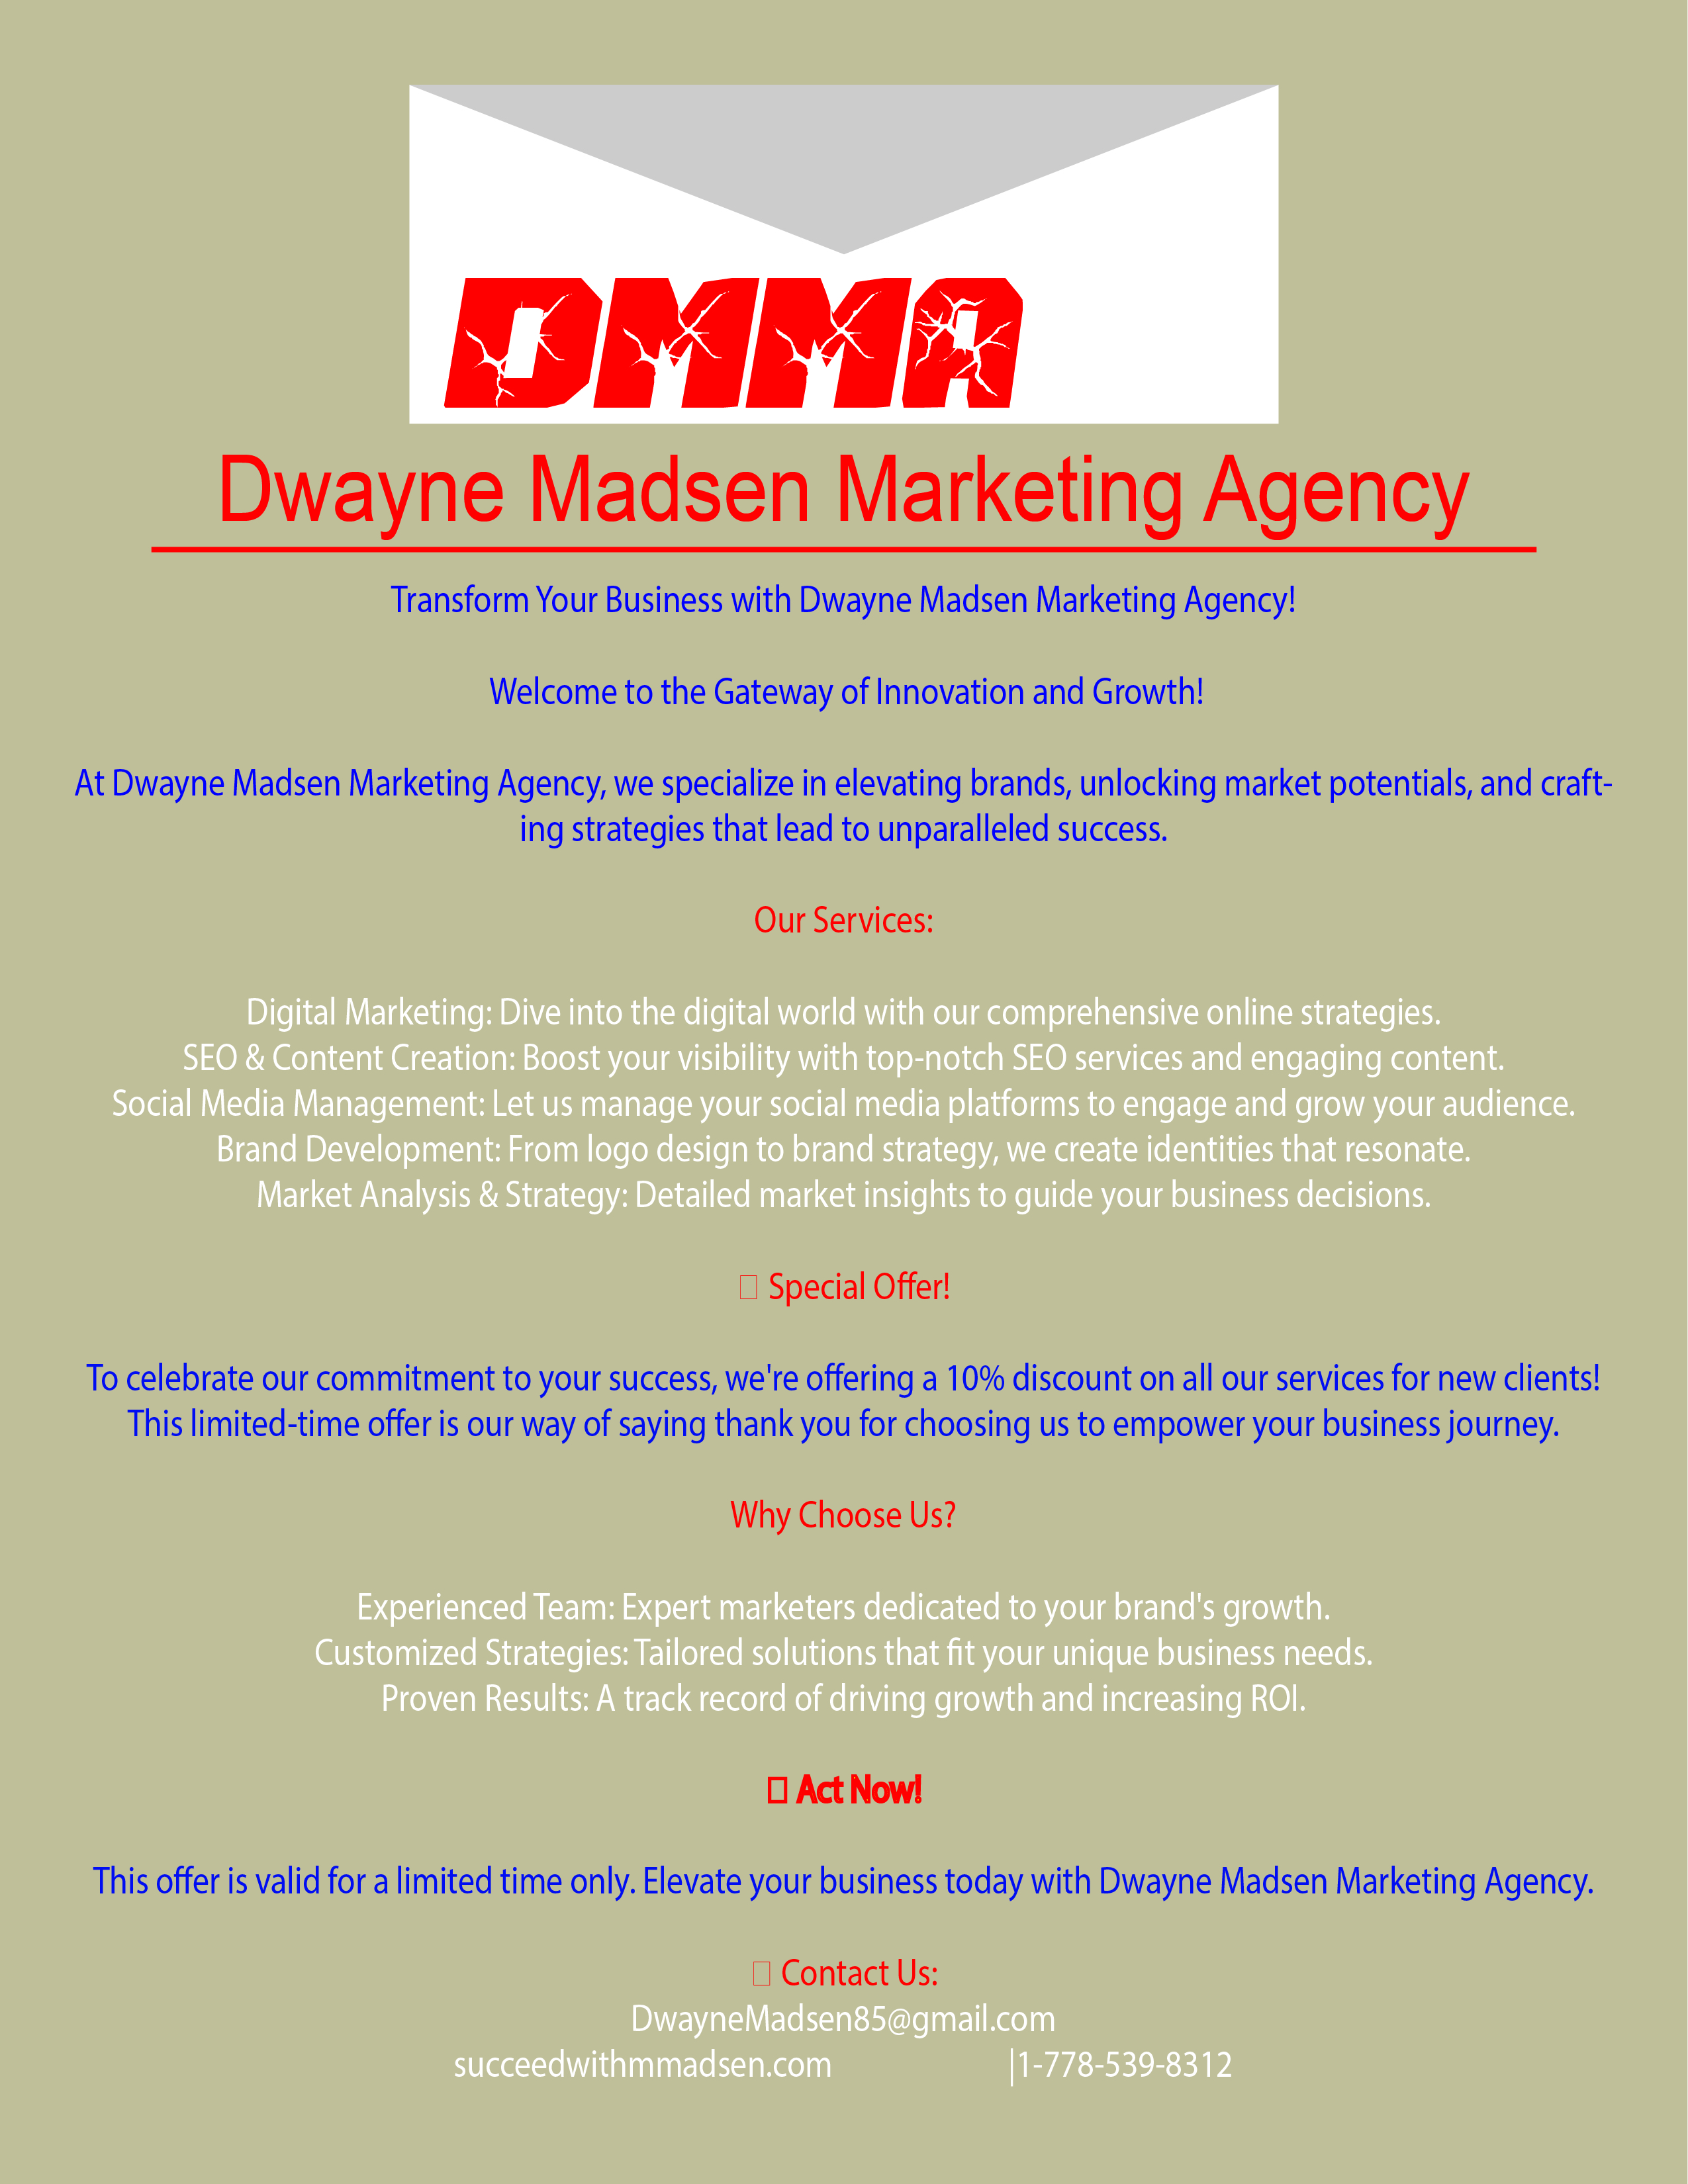 DMMA
Dwayne Madsen Marketing Agency
Transform Your Business with Dwayne Madsen Marketing Agency!
Welcome to the Gateway of Innovation and Growth!
At Dwayne Madsen Marketing Agency, we specialize in elevating brands, unlocking market potentials, and craft-
ing strategies that lead to unparalleled success.
Our Services:
Digital Marketing: Dive into the digital world with our comprehensive online strategies.
SEO & Content Creation: Boost your visibility with top-notch SEO services and engaging content.
Social Media Management: Let us manage your social media platforms to engage and grow your audience.
Brand Development: From logo design to brand strategy, we create identities that resonate.
Market Analysis & Strategy: Detailed market insights to guide your business decisions.
Special Offer!
To celebrate our commitment to your success, we're offering a 10% discount on all our services for new clients!
This limited-time offer is our way of saying thank you for choosing us to empower your business journey.
Why Choose Us?
Experienced Team: Expert marketers dedicated to your brand's growth.
Customized Strategies: Tailored solutions that fit your unique business needs.
Proven Results: A track record of driving growth and increasing ROI.
Act Now!
This offer is valid for a limited time only. Elevate your business today with Dwayne Madsen Marketing Agency.
Contact Us:
DwayneMadsen85@gmail.com
succeedwithmmadsen.com |1-778-539-8312